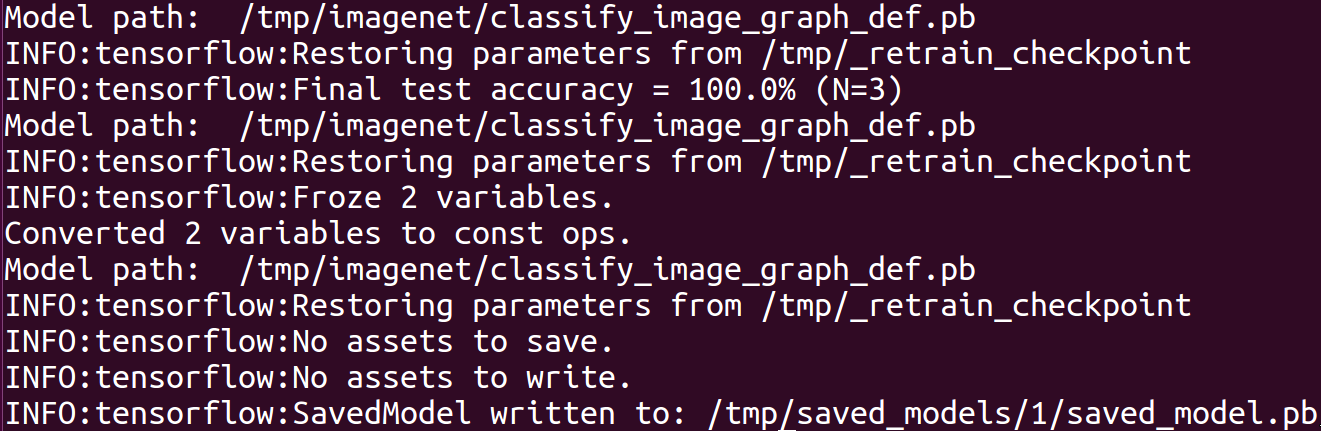 Model path:  /tmp/imagenet/classify_image_graph_def.pb
INFO:tensorflow:Restoring parameters from /tmp/_retrain_checkpoint
INFO:tensorflow:Final test accuracy = 100.0% (N=3)
Model path:  /tmp/imagenet/classify_image_graph_def.pb
INFO:tensorflow:Restoring parameters from /tmp/_retrain_checkpoint
INFO:tensorflow:Froze 2 variables.
Converted 2 variables to const ops.
Model path:  /tmp/imagenet/classify_image_graph_def.pb
INFO:tensorflow:Restoring parameters from /tmp/_retrain_checkpoint
INFO:tensorflow:No assets to save.
INFO:tensorflow:No assets to write.
INFO:tensorflow:SavedModel written to: /tmp/saved_models/1/saved_model.pb